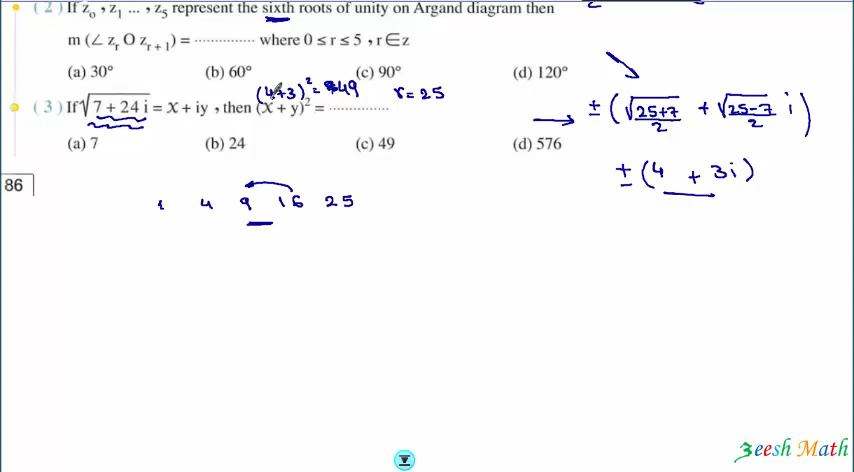 ( 2 ) If z₀ , z₁ ... , z₅ represent the sixth roots of unity on Argand diagram then
m (∠ zᵣ O zᵣ₊₁) = ··············· where 0 ≤ r ≤ 5 , r ∈ z
(a) 30° (b) 60° (c) 90° (d) 120°
(4+3)² = 49 r = 25
( 3 ) If √(7 + 24 i) = x + iy , then (x + y)² = ···············
(a) 7 (b) 24 (c) 49 (d) 576
± (√(25+7)/2 + √(25-7)/2 i)
± (4 + 3i)
86
1 4 9 16 25
Zeesh Math